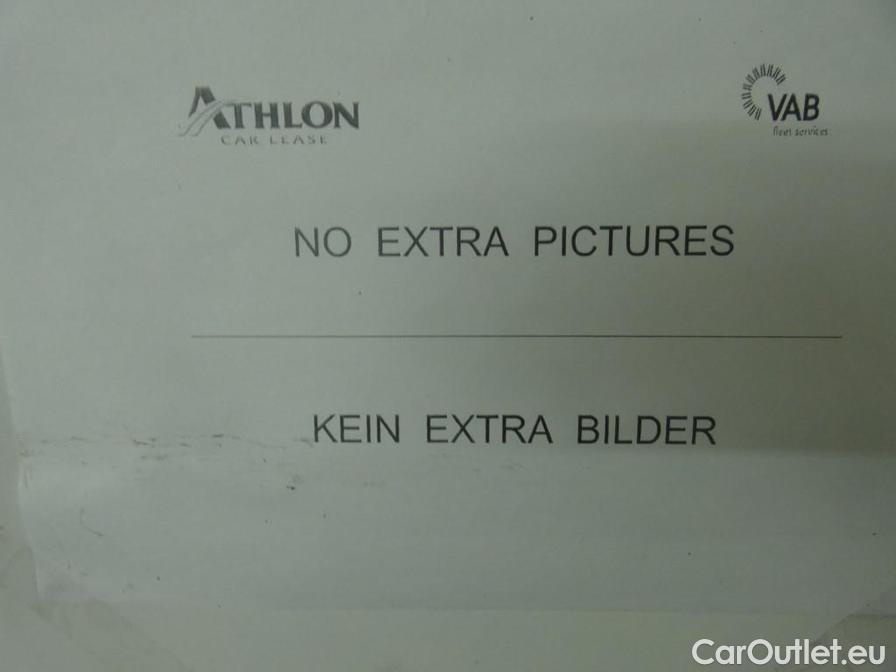 ATHLON
CAR LEASE
VAB
fleet services
NO EXTRA PICTURES
KEIN EXTRA BILDER
CarOutlet.eu